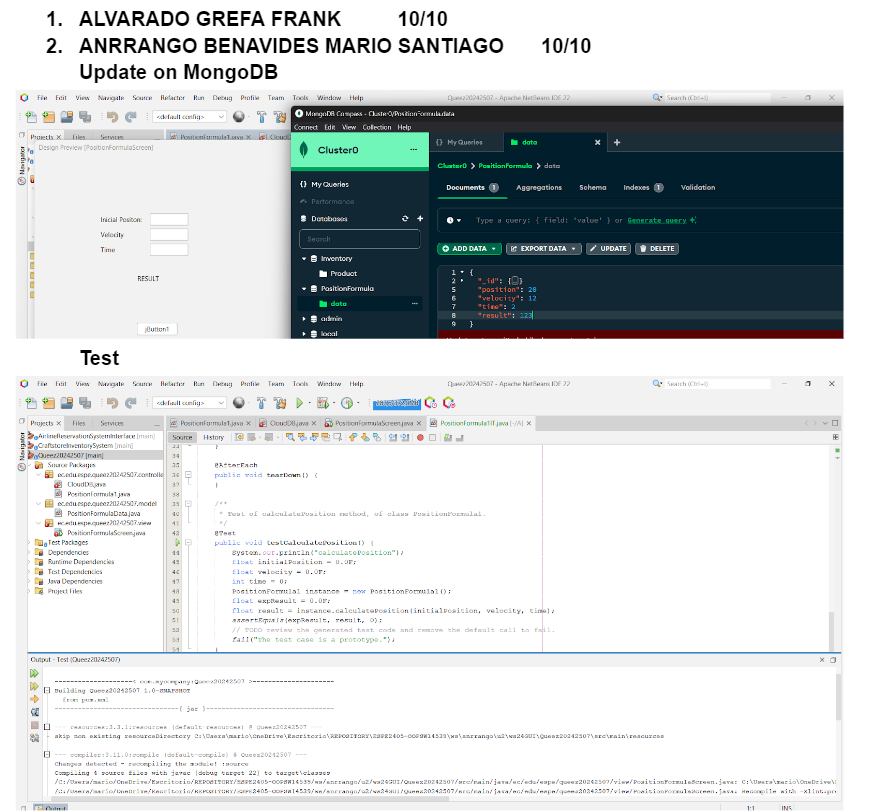 1. ALVARADO GREFA FRANK 10/10
2. ANRRANGO BENAVIDES MARIO SANTIAGO 10/10
Update on MongoDB
File Edit View Navigate Source Refactor Run Debug Profile Team Tools Window Help Queez20242507 - Apache NetBeans IDE 22 Search (Ctrl+I)
<default config>
Projects X Files Services PositionFormula1.java X
Design Preview [PositionFormulaScreen]
Navigator
Inicial Positon:
Velocity
Time
RESULT
jButton1
MongoDB Compass - Cluster0/PositionFormula.data
Connect Edit View Collection Help
Cluster0 ...
My Queries
Performance
Databases
Search
Inventory
Product
PositionFormula
data ...
admin
local
{} My Queries data X +
Cluster0 > PositionFormula > data
Documents 1 Aggregations Schema Indexes 1 Validation
Type a query: { field: 'value' } or Generate query
ADD DATA EXPORT DATA UPDATE DELETE
1 {
2 "_id": {
5 "position": 20
6 "velocity": 12
7 "time": 2
8 "result": 123
9 }
Test
File Edit View Navigate Source Refactor Run Debug Profile Team Tools Window Help Queez20242507 - Apache NetBeans IDE 22 Search (Ctrl+I)
<default config>
Projects X Files Services PositionFormula1.java X CloudDB.java X PositionFormulaScreen.java X PositionFormula1IT.java [-/A] X
Source History
Navigator
AirlineReservationSystemInterface [main]
CraftstoreInventorySystem [main]
Queez20242507 [main]
Source Packages
ec.edu.espe.queez20242507.controlle
CloudDB.java
PositionFormula1.java
ec.edu.espe.queez20242507.model
PositionFormulaData.java
ec.edu.espe.queez20242507.view
PositionFormulaScreen.java
Test Packages
Dependencies
Runtime Dependencies
Test Dependencies
Java Dependencies
Project Files
33 }
34
35 @AfterEach
36 public void tearDown() {
37 }
38
39 /**
40 * Test of calculatePosition method, of class PositionFormula1.
41 */
42 @Test
public void testCalculatePosition() {
44 System.out.println("calculatePosition");
45 float initialPosition = 0.0F;
46 float velocity = 0.0F;
47 int time = 0;
48 PositionFormula1 instance = new PositionFormula1();
49 float expResult = 0.0F;
50 float result = instance.calculatePosition(initialPosition, velocity, time);
51 assertEquals(expResult, result, 0);
52 // TODO review the generated test code and remove the default call to fail.
53 fail("The test case is a prototype.");
54 }
Output - Test (Queez20242507)
--------------------< com.mycompany:Queez20242507 >--------------------
Building Queez20242507 1.0-SNAPSHOT
from pom.xml
--------------------------------[ jar ]---------------------------------
--- resources:3.3.1:resources (default-resources) @ Queez20242507 ---
skip non existing resourceDirectory C:\Users\mario\OneDrive\Escritorio\REPOSITORY\ESPE2405-OOPSW14539\ws\anrrango\u2\ws24GUI\Queez20242507\src\main\resources
--- compiler:3.11.0:compile (default-compile) @ Queez20242507 ---
Changes detected - recompiling the module! :source
Compiling 4 source files with javac [debug target 22] to target\classes
/C:/Users/mario/OneDrive/Escritorio/REPOSITORY/ESPE2405-OOPSW14539/ws/anrrango/u2/ws24GUI/Queez20242507/src/main/java/ec/edu/espe/queez20242507/view/PositionFormulaScreen.java: C:\Users\mario\OneDrive\
/C:/Users/mario/OneDrive/Escritorio/REPOSITORY/ESPE2405-OOPSW14539/ws/anrrango/u2/ws24GUI/Queez20242507/src/main/java/ec/edu/espe/queez20242507/view/PositionFormulaScreen.java: Recompile with -Xlint:pre
Output 1:1 INS